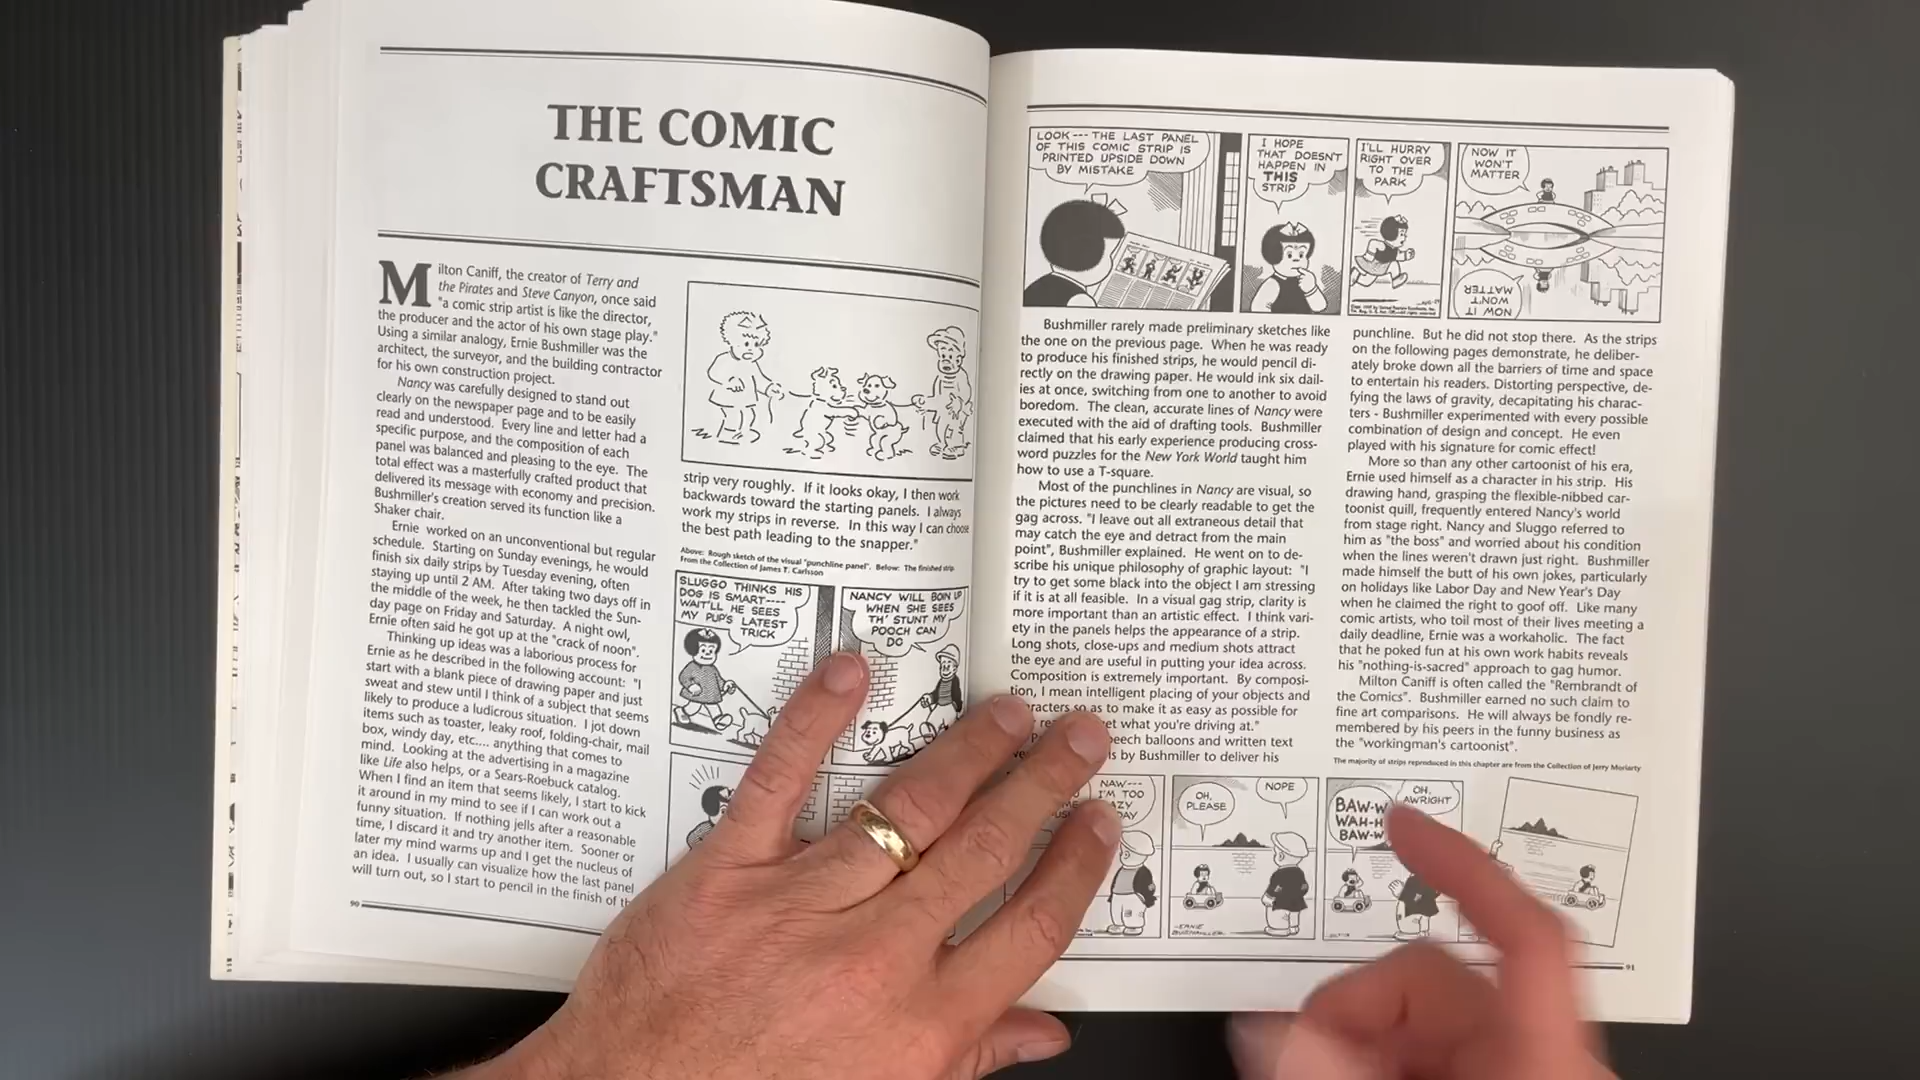 THE COMIC
CRAFTSMAN
Milton Caniff, the creator of Terry and
the Pirates and Steve Canyon, once said
"a comic strip artist is like the director,
the producer and the actor of his own stage play."
Using a similar analogy, Ernie Bushmiller was the
architect, the surveyor, and the building contractor
for his own construction project.
Nancy was carefully designed to stand out
clearly on the newspaper page and to be easily
read and understood. Every line and letter had a
specific purpose, and the composition of each
panel was balanced and pleasing to the eye. The
total effect was a masterfully crafted product that
delivered its message with economy and precision.
Bushmiller's creation served its function like a
Shaker chair.
Ernie worked on an unconventional but regular
schedule. Starting on Sunday evenings, he would
finish six daily strips by Tuesday evening, often
staying up until 2 AM. After taking two days off in
the middle of the week, he then tackled the Sun-
day page on Friday and Saturday. A night owl,
Ernie often said he got up at the "crack of noon".
Thinking up ideas was a laborious process for
Ernie as he described in the following account: "I
start with a blank piece of drawing paper and just
sweat and stew until I think of a subject that seems
likely to produce a ludicrous situation. I jot down
items such as toaster, leaky roof, folding-chair, mail
box, windy day, etc.... anything that comes to
mind. Looking at the advertising in a magazine
like Life also helps, or a Sears-Roebuck catalog.
When I find an item that seems likely, I start to kick
it around in my mind to see if I can work out a
funny situation. If nothing jells after a reasonable
time, I discard it and try another item. Sooner or
later my mind warms up and I get the nucleus of
an idea. I usually can visualize how the last panel
will turn out, so I start to pencil in the finish of th
90
strip very roughly. If it looks okay, I then work
backwards toward the starting panels. I always
work my strips in reverse. In this way I can choose
the best path leading to the snapper."
Above: Rough sketch of the visual "punchline panel". Below: The finished strip.
From the Collection of James T. Carlsson
SLUGGO THINKS HIS
DOG IS SMART----
WAIT'LL HE SEES
MY PUP'S LATEST
TRICK
NANCY WILL BOIN UP
WHEN SHE SEES
TH' STUNT MY
POOCH CAN
DO
LOOK --- THE LAST PANEL
OF THIS COMIC STRIP IS
PRINTED UPSIDE DOWN
BY MISTAKE
I HOPE
THAT DOESN'T
HAPPEN IN
THIS
STRIP
I'LL HURRY
RIGHT OVER
TO THE
PARK
NOW IT
WON'T
MATTER
NOW IT
WON'T
MATTER
Bushmiller rarely made preliminary sketches like
the one on the previous page. When he was ready
to produce his finished strips, he would pencil di-
rectly on the drawing paper. He would ink six dail-
ies at once, switching from one to another to avoid
boredom. The clean, accurate lines of Nancy were
executed with the aid of drafting tools. Bushmiller
claimed that his early experience producing cross-
word puzzles for the New York World taught him
how to use a T-square.
Most of the punchlines in Nancy are visual, so
the pictures need to be clearly readable to get the
gag across. "I leave out all extraneous detail that
may catch the eye and detract from the main
point", Bushmiller explained. He went on to de-
scribe his unique philosophy of graphic layout: "I
try to get some black into the object I am stressing
if it is at all feasible. In a visual gag strip, clarity is
more important than an artistic effect. I think vari-
ety in the panels helps the appearance of a strip.
Long shots, close-ups and medium shots attract
the eye and are useful in putting your idea across.
Composition is extremely important. By composi-
tion, I mean intelligent placing of your objects and
racters so as to make it as easy as possible for
et what you're driving at."
eech balloons and written text
s by Bushmiller to deliver his
punchline. But he did not stop there. As the strips
on the following pages demonstrate, he deliber-
ately broke down all the barriers of time and space
to entertain his readers. Distorting perspective, de-
fying the laws of gravity, decapitating his charac-
ters - Bushmiller experimented with every possible
combination of design and concept. He even
played with his signature for comic effect!
More so than any other cartoonist of his era,
Ernie used himself as a character in his strip. His
drawing hand, grasping the flexible-nibbed car-
toonist quill, frequently entered Nancy's world
from stage right. Nancy and Sluggo referred to
him as "the boss" and worried about his condition
when the lines weren't drawn just right. Bushmiller
made himself the butt of his own jokes, particularly
on holidays like Labor Day and New Year's Day
when he claimed the right to goof off. Like many
comic artists, who toil most of their lives meeting a
daily deadline, Ernie was a workaholic. The fact
that he poked fun at his own work habits reveals
his "nothing-is-sacred" approach to gag humor.
Milton Caniff is often called the "Rembrandt of
the Comics". Bushmiller earned no such claim to
fine art comparisons. He will always be fondly re-
membered by his peers in the funny business as
the "workingman's cartoonist".
The majority of strips reproduced in this chapter are from the Collection of Jerry Moriarty
NAW---
I'M TOO
AZY
DAY
OH,
PLEASE
NOPE
ERNIE
BUSHMILLER
BAW-W
WAH-H
BAW-W
OH,
AWRIGHT
91